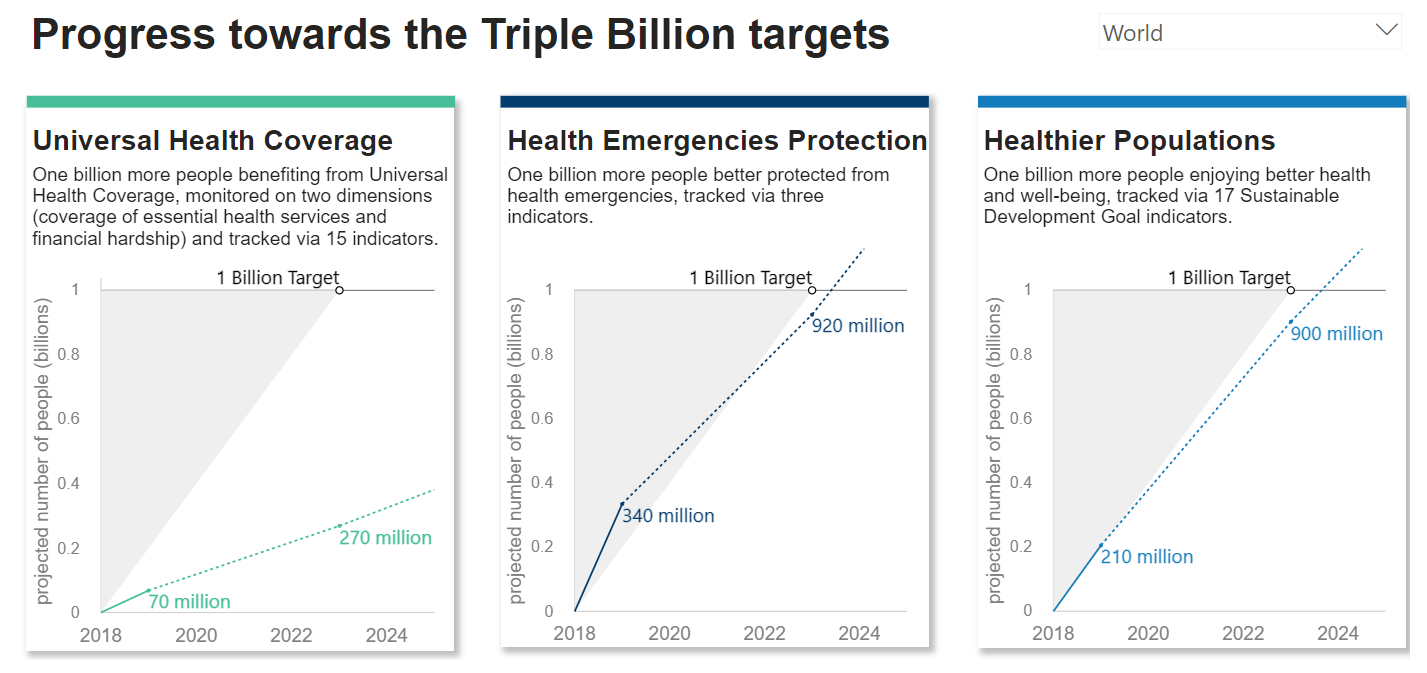 Progress towards the Triple Billion targets
World
Universal Health Coverage
One billion more people benefiting from Universal
Health Coverage, monitored on two dimensions
(coverage of essential health services and
financial hardship) and tracked via 15 indicators.
1 Billion Target
projected number of people (billions)
1
0.8
0.6
0.4
0.2
0
270 million
70 million
2018 2020 2022 2024
Health Emergencies Protection
One billion more people better protected from
health emergencies, tracked via three
indicators.
1 Billion Target
projected number of people (billions)
1
0.8
0.6
0.4
0.2
0
920 million
340 million
2018 2020 2022 2024
Healthier Populations
One billion more people enjoying better health
and well-being, tracked via 17 Sustainable
Development Goal indicators.
1 Billion Target
projected number of people (billions)
1
0.8
0.6
0.4
0.2
0
900 million
210 million
2018 2020 2022 2024